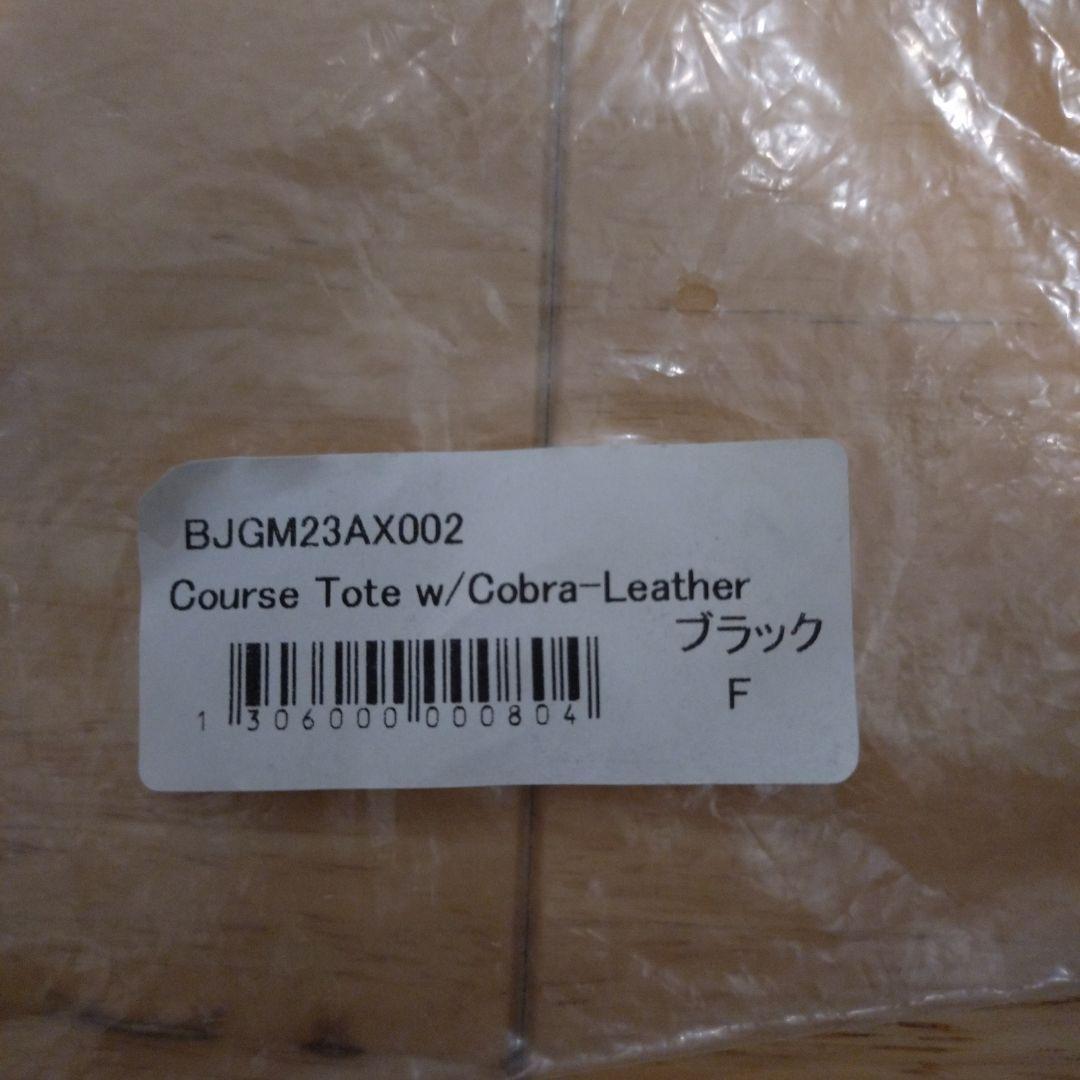 BJGM23AX002
Course Tote w/Cobra-Leather
ブラック
F
1 306000 000804